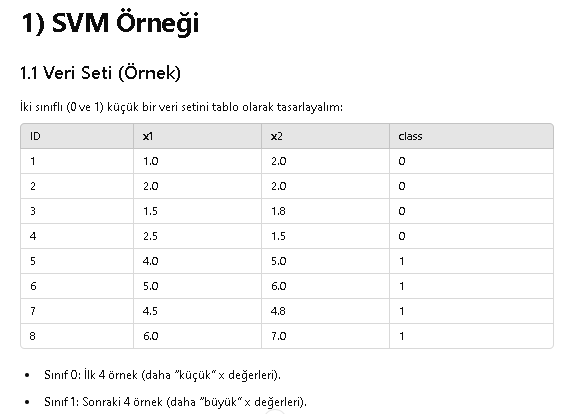 1) SVM Örneği
1.1 Veri Seti (Örnek)
İki sınıflı (0 ve 1) küçük bir veri setini tablo olarak tasarlayalım:
ID x1 x2 class
1 1.0 2.0 0
2 2.0 2.0 0
3 1.5 1.8 0
4 2.5 1.5 0
5 4.0 5.0 1
6 5.0 6.0 1
7 4.5 4.8 1
8 6.0 7.0 1
• Sınıf 0: İlk 4 örnek (daha “küçük” x değerleri).
• Sınıf 1: Sonraki 4 örnek (daha “büyük” x değerleri).